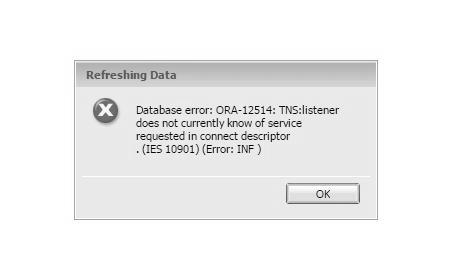 Refreshing Data
Database error: ORA-12514: TNS:listener
does not currently know of service
requested in connect descriptor
. (IES 10901) (Error: INF )
OK